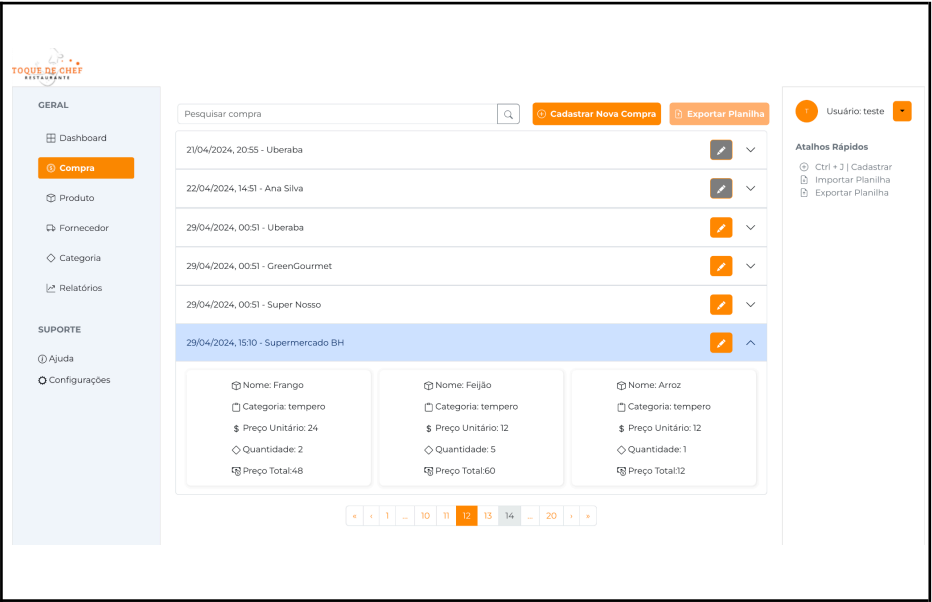 TOQUE DE CHEF
RESTAURANTE
GERAL
Dashboard
Compra
Produto
Fornecedor
Categoria
Relatórios
SUPORTE
Ajuda
Configurações
Pesquisar compra
Cadastrar Nova Compra
Exportar Planilha
21/04/2024, 20:55 - Uberaba
22/04/2024, 14:51 - Ana Silva
29/04/2024, 00:51 - Uberaba
29/04/2024, 00:51 - GreenGourmet
29/04/2024, 00:51 - Super Nosso
29/04/2024, 15:10 - Supermercado BH
Nome: Frango
Categoria: tempero
Preço Unitário: 24
Quantidade: 2
Preço Total:48
Nome: Feijão
Categoria: tempero
Preço Unitário: 12
Quantidade: 5
Preço Total:60
Nome: Arroz
Categoria: tempero
Preço Unitário: 12
Quantidade: 1
Preço Total:12
« ‹ 1 ... 10 11 12 13 14 ... 20 › »
Usuário: teste
Atalhos Rápidos
Ctrl + J | Cadastrar
Importar Planilha
Exportar Planilha